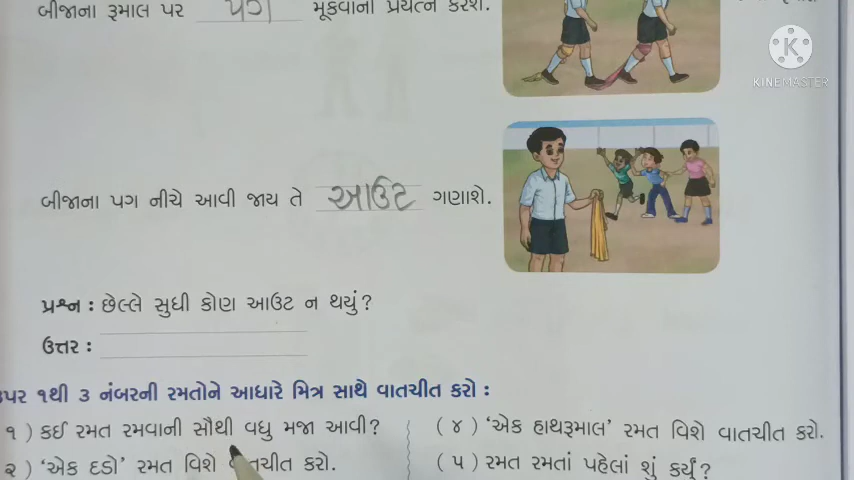 બીજાના રૂમાલ પર પગ મૂકવાનો પ્રયત્ન કરશે.
KINEMASTER
બીજાના પગ નીચે આવી જાય તે આઉટ ગણાશે.
પ્રશ્ન : છેલ્લે સુધી કોણ આઉટ ન થયું?
ઉત્તર :
ઉપર ૧થી ૩ નંબરની રમતોને આધારે મિત્ર સાથે વાતચીત કરો :
૧ ) કઈ રમત રમવાની સૌથી વધુ મજા આવી?
૨ ) ‘એક દડો’ રમત વિશે વાતચીત કરો.
( ૪ ) ‘એક હાથરૂમાલ’ રમત વિશે વાતચીત કરો.
( ૫ ) રમત રમતાં પહેલાં શું કર્યું?